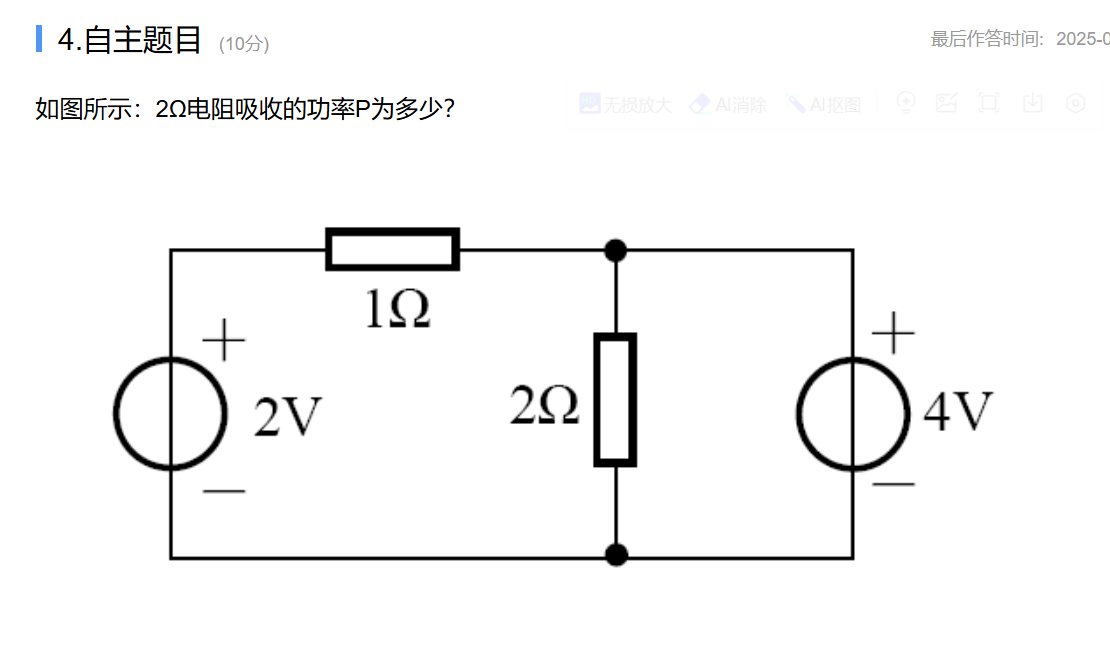 4.自主题目 (10分) 最后作答时间: 2025-0
如图所示：2Ω电阻吸收的功率P为多少?
无损放大 AI消除 AI抠图
1Ω
+ +
2V 2Ω 4V
— —